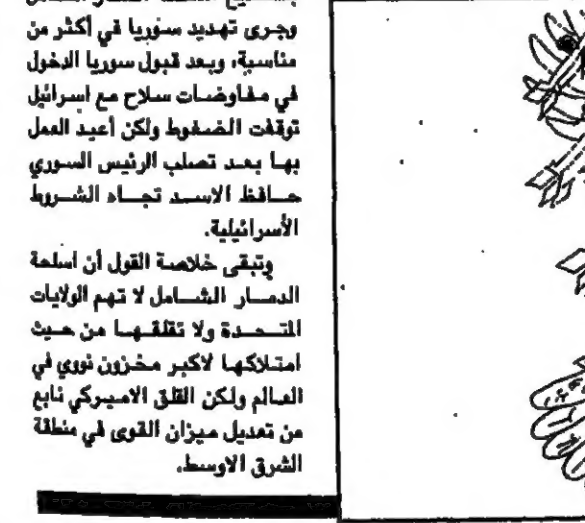 وجرى تهديد سوريا في أكثر من
مناسبة، وبعد قبول سوريا الدخول
في مفاوضات سلاح مع اسرائيل
توقفت الضغوط ولكن أعيد العمل
بها بعد تصلب الرئيس السوري
حافظ الاسد تجاه الشروط
الأسرائيلية.
وتبقى خلاصة القول أن اسلحة
الدمار الشامل لا تهم الولايات
المتحدة ولا تقلقها من حيث
امتلاكها لاكبر مخزون نووي في
العالم ولكن القلق الاميركي نابع
من تعديل ميزان القوى في منطقة
الشرق الاوسط.